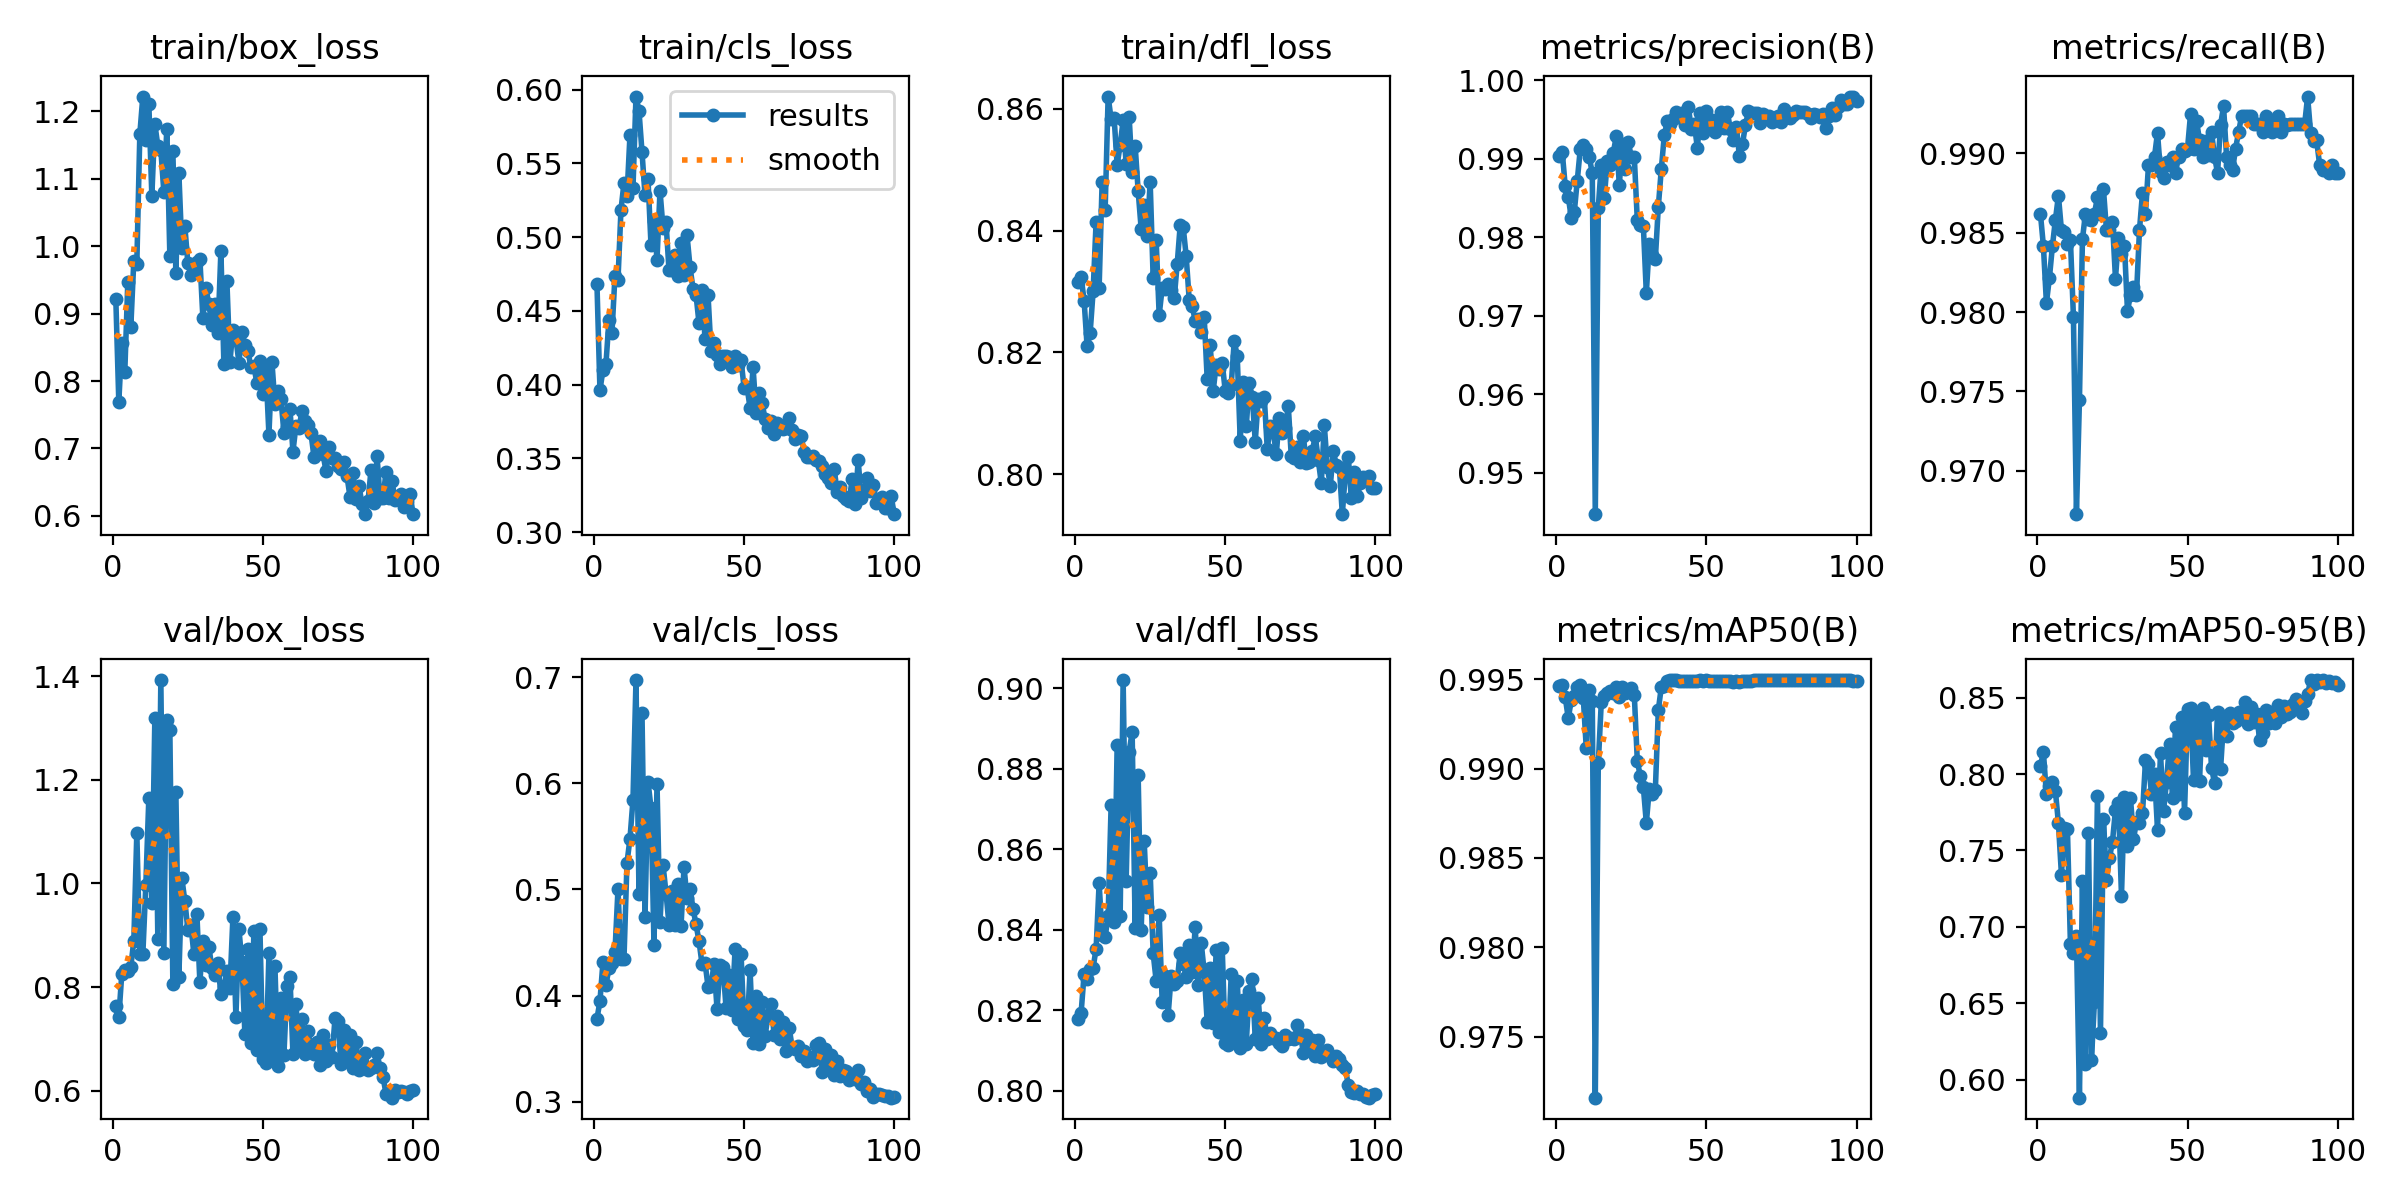 train/box_loss
train/cls_loss
train/dfl_loss
metrics/precision(B)
metrics/recall(B)
1.2
1.1
1.0
0.9
0.8
0.7
0.6
0 50 100
0.60
0.55
0.50
0.45
0.40
0.35
0.30
0 50 100
results
smooth
0.86
0.84
0.82
0.80
0 50 100
1.00
0.99
0.98
0.97
0.96
0.95
0 50 100
0.990
0.985
0.980
0.975
0.970
0 50 100
val/box_loss
val/cls_loss
val/dfl_loss
metrics/mAP50(B)
metrics/mAP50-95(B)
1.4
1.2
1.0
0.8
0.6
0 50 100
0.7
0.6
0.5
0.4
0.3
0 50 100
0.90
0.88
0.86
0.84
0.82
0.80
0 50 100
0.995
0.990
0.985
0.980
0.975
0 50 100
0.85
0.80
0.75
0.70
0.65
0.60
0 50 100